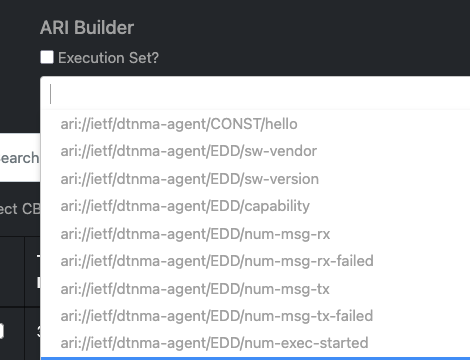 ARI Builder
Execution Set?
ari://ietf/dtnma-agent/CONST/hello
ari://ietf/dtnma-agent/EDD/sw-vendor
Search
ari://ietf/dtnma-agent/EDD/sw-version
ect CB
ari://ietf/dtnma-agent/EDD/capability
ari://ietf/dtnma-agent/EDD/num-msg-rx
ari://ietf/dtnma-agent/EDD/num-msg-rx-failed
ari://ietf/dtnma-agent/EDD/num-msg-tx
ari://ietf/dtnma-agent/EDD/num-msg-tx-failed
ari://ietf/dtnma-agent/EDD/num-exec-started